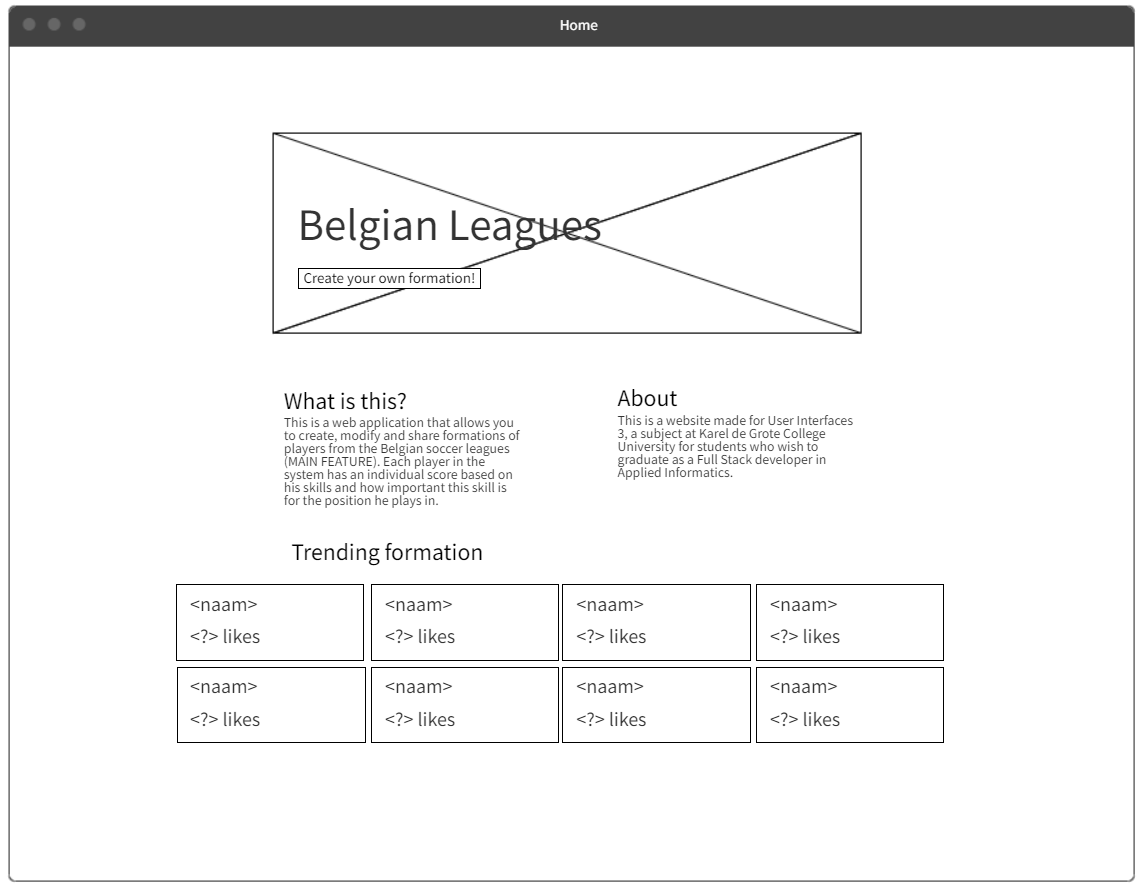 Home
Belgian Leagues
Create your own formation!
What is this?
This is a web application that allows you
to create, modify and share formations of
players from the Belgian soccer leagues
(MAIN FEATURE). Each player in the
system has an individual score based on
his skills and how important this skill is
for the position he plays in.
About
This is a website made for User Interfaces
3, a subject at Karel de Grote College
University for students who wish to
graduate as a Full Stack developer in
Applied Informatics.
Trending formation
<naam>
<?> likes
<naam>
<?> likes
<naam>
<?> likes
<naam>
<?> likes
<naam>
<?> likes
<naam>
<?> likes
<naam>
<?> likes
<naam>
<?> likes